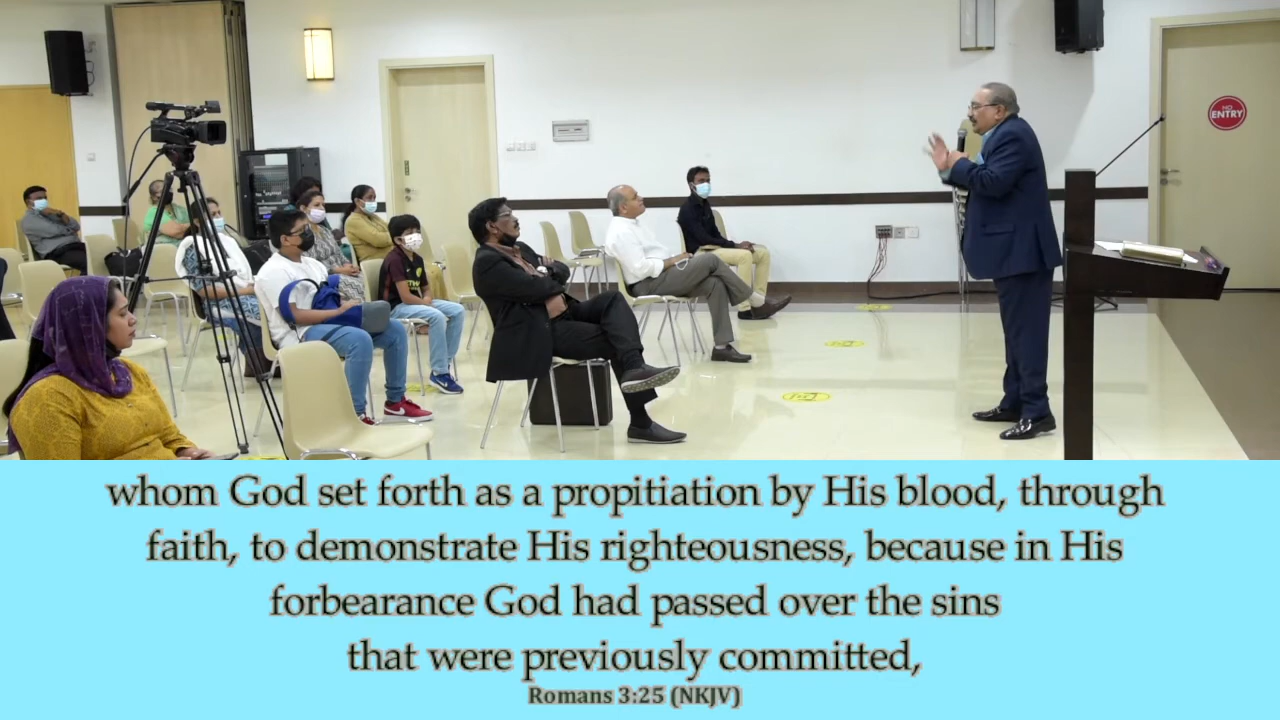 NO
ENTRY
whom God set forth as a propitiation by His blood, through
faith, to demonstrate His righteousness, because in His
forbearance God had passed over the sins
that were previously committed,
Romans 3:25 (NKJV)